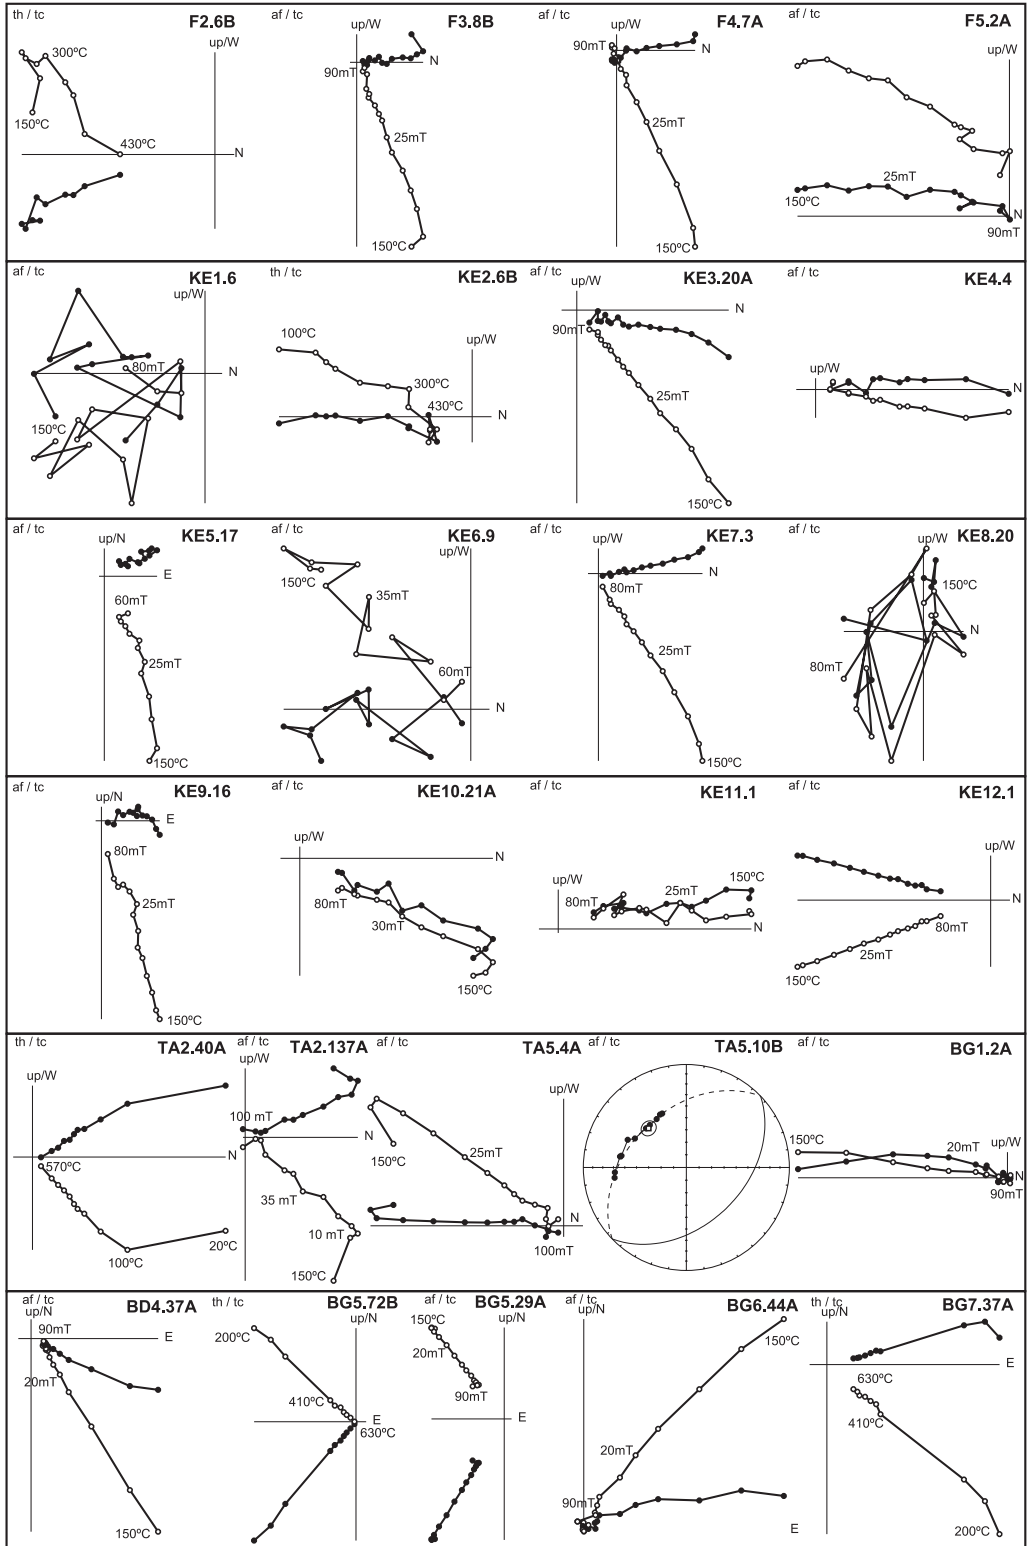 th / tc F2.6B
up/W
300ºC
150ºC
430ºC
N
af / tc F3.8B
up/W
N
90mT
25mT
150ºC
af / tc F4.7A
up/W
90mT
N
25mT
150ºC
af / tc F5.2A
up/W
25mT
150ºC
N
90mT
af / tc KE1.6
up/W
80mT
N
150ºC
th / tc KE2.6B
100ºC
up/W
300ºC
430ºC
N
af / tc KE3.20A
up/W
N
90mT
25mT
150ºC
af / tc KE4.4
up/W
N
af / tc KE5.17
up/N
E
60mT
25mT
150ºC
af / tc KE6.9
up/W
150ºC
35mT
60mT
N
af / tc KE7.3
up/W
N
80mT
25mT
150ºC
af / tc KE8.20
up/W
150ºC
N
80mT
af / tc KE9.16
up/N
E
80mT
25mT
150ºC
af / tc KE10.21A
up/W
N
80mT
30mT
150ºC
af / tc KE11.1
150ºC
up/W
25mT
80mT
N
af / tc KE12.1
up/W
N
80mT
25mT
150ºC
th / tc TA2.40A
up/W
N
570ºC
20ºC
100ºC
af / tc TA2.137A
up/W
100 mT
N
35 mT
10 mT
150ºC
af / tc TA5.4A
up/W
25mT
150ºC
N
100mT
af / tc TA5.10B
af / tc BG1.2A
150ºC
20mT
up/W
N
90mT
af / tc BD4.37A
up/N
90mT
E
20mT
150ºC
th / tc BG5.72B
up/N
200ºC
410ºC
E
630ºC
af / tc BG5.29A
150ºC
up/N
20mT
90mT
E
af / tc BG6.44A
up/N
150ºC
20mT
90mT
E
th / tc BG7.37A
up/N
E
630ºC
410ºC
200ºC